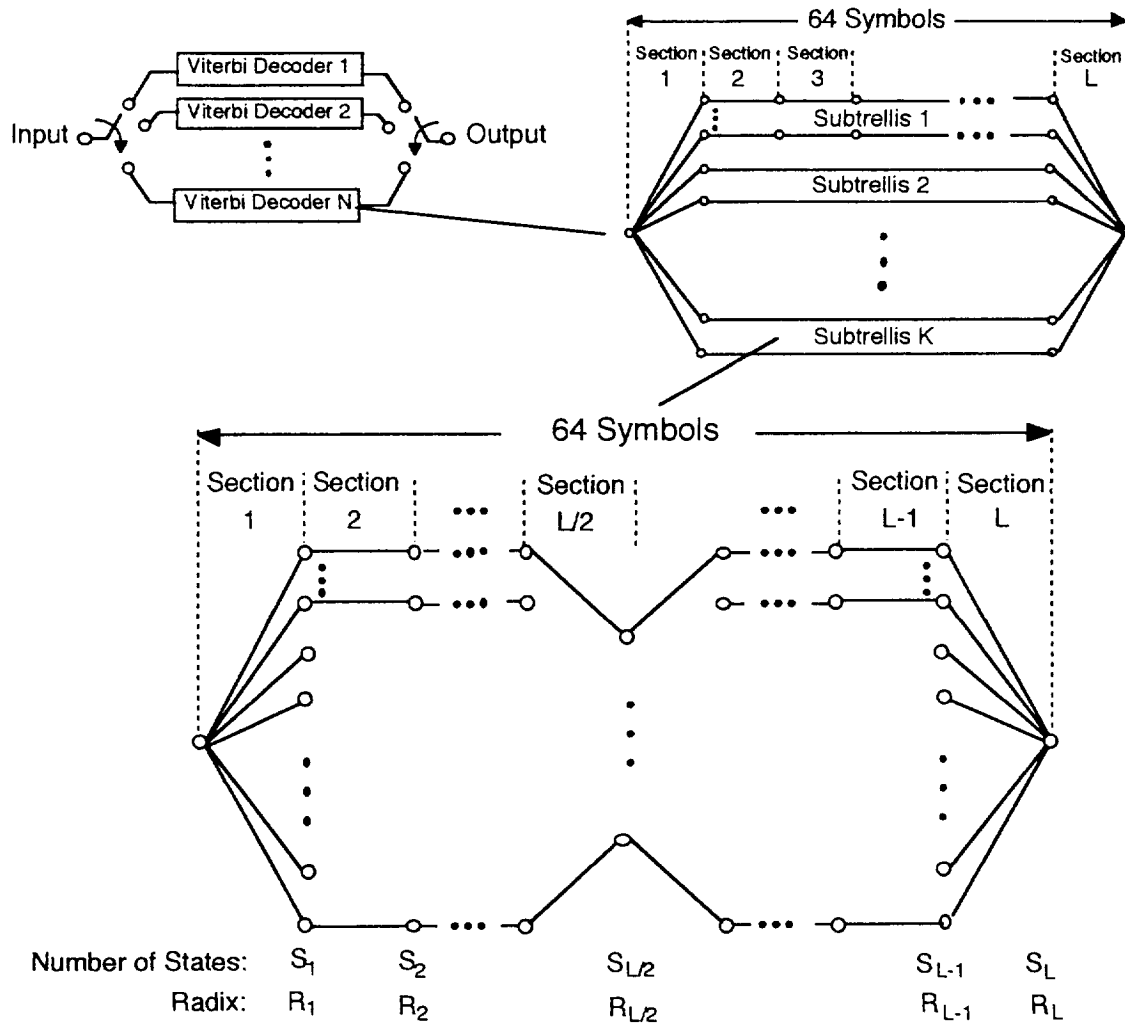 64 Symbols
Section Section Section Section
1 2 3 L
Viterbi Decoder 1
Viterbi Decoder 2
Input Output
Viterbi Decoder N
Subtrellis 1
Subtrellis 2
Subtrellis K
64 Symbols
Section Section Section Section Section
1 2 L/2 L-1 L
Number of States: S1 S2 SL/2 SL-1 SL
Radix: R1 R2 RL/2 RL-1 RL